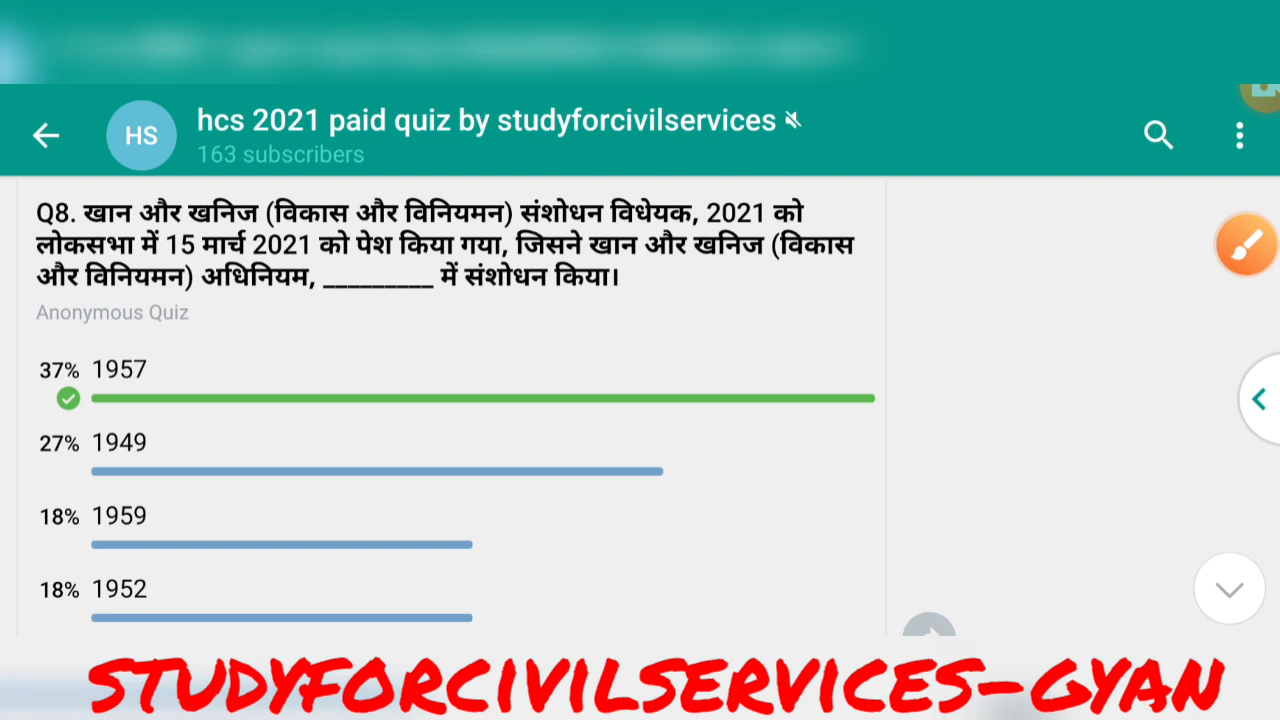 HS
hcs 2021 paid quiz by studyforcivilservices
163 subscribers
Q8. खान और खनिज (विकास और विनियमन) संशोधन विधेयक, 2021 को
लोकसभा में 15 मार्च 2021 को पेश किया गया, जिसने खान और खनिज (विकास
और विनियमन) अधिनियम, _________ में संशोधन किया।
Anonymous Quiz
37% 1957
27% 1949
18% 1959
18% 1952
STUDYFORCIVILSERVICES-GYAN